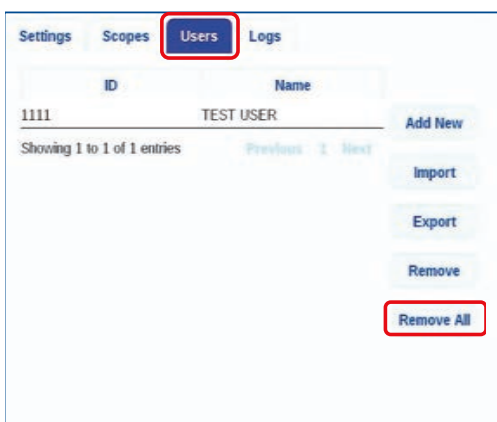 Settings Scopes Users Logs
ID Name
1111 TEST USER
Add New
Showing 1 to 1 of 1 entries Previous 1 Next
Import
Export
Remove
Remove All